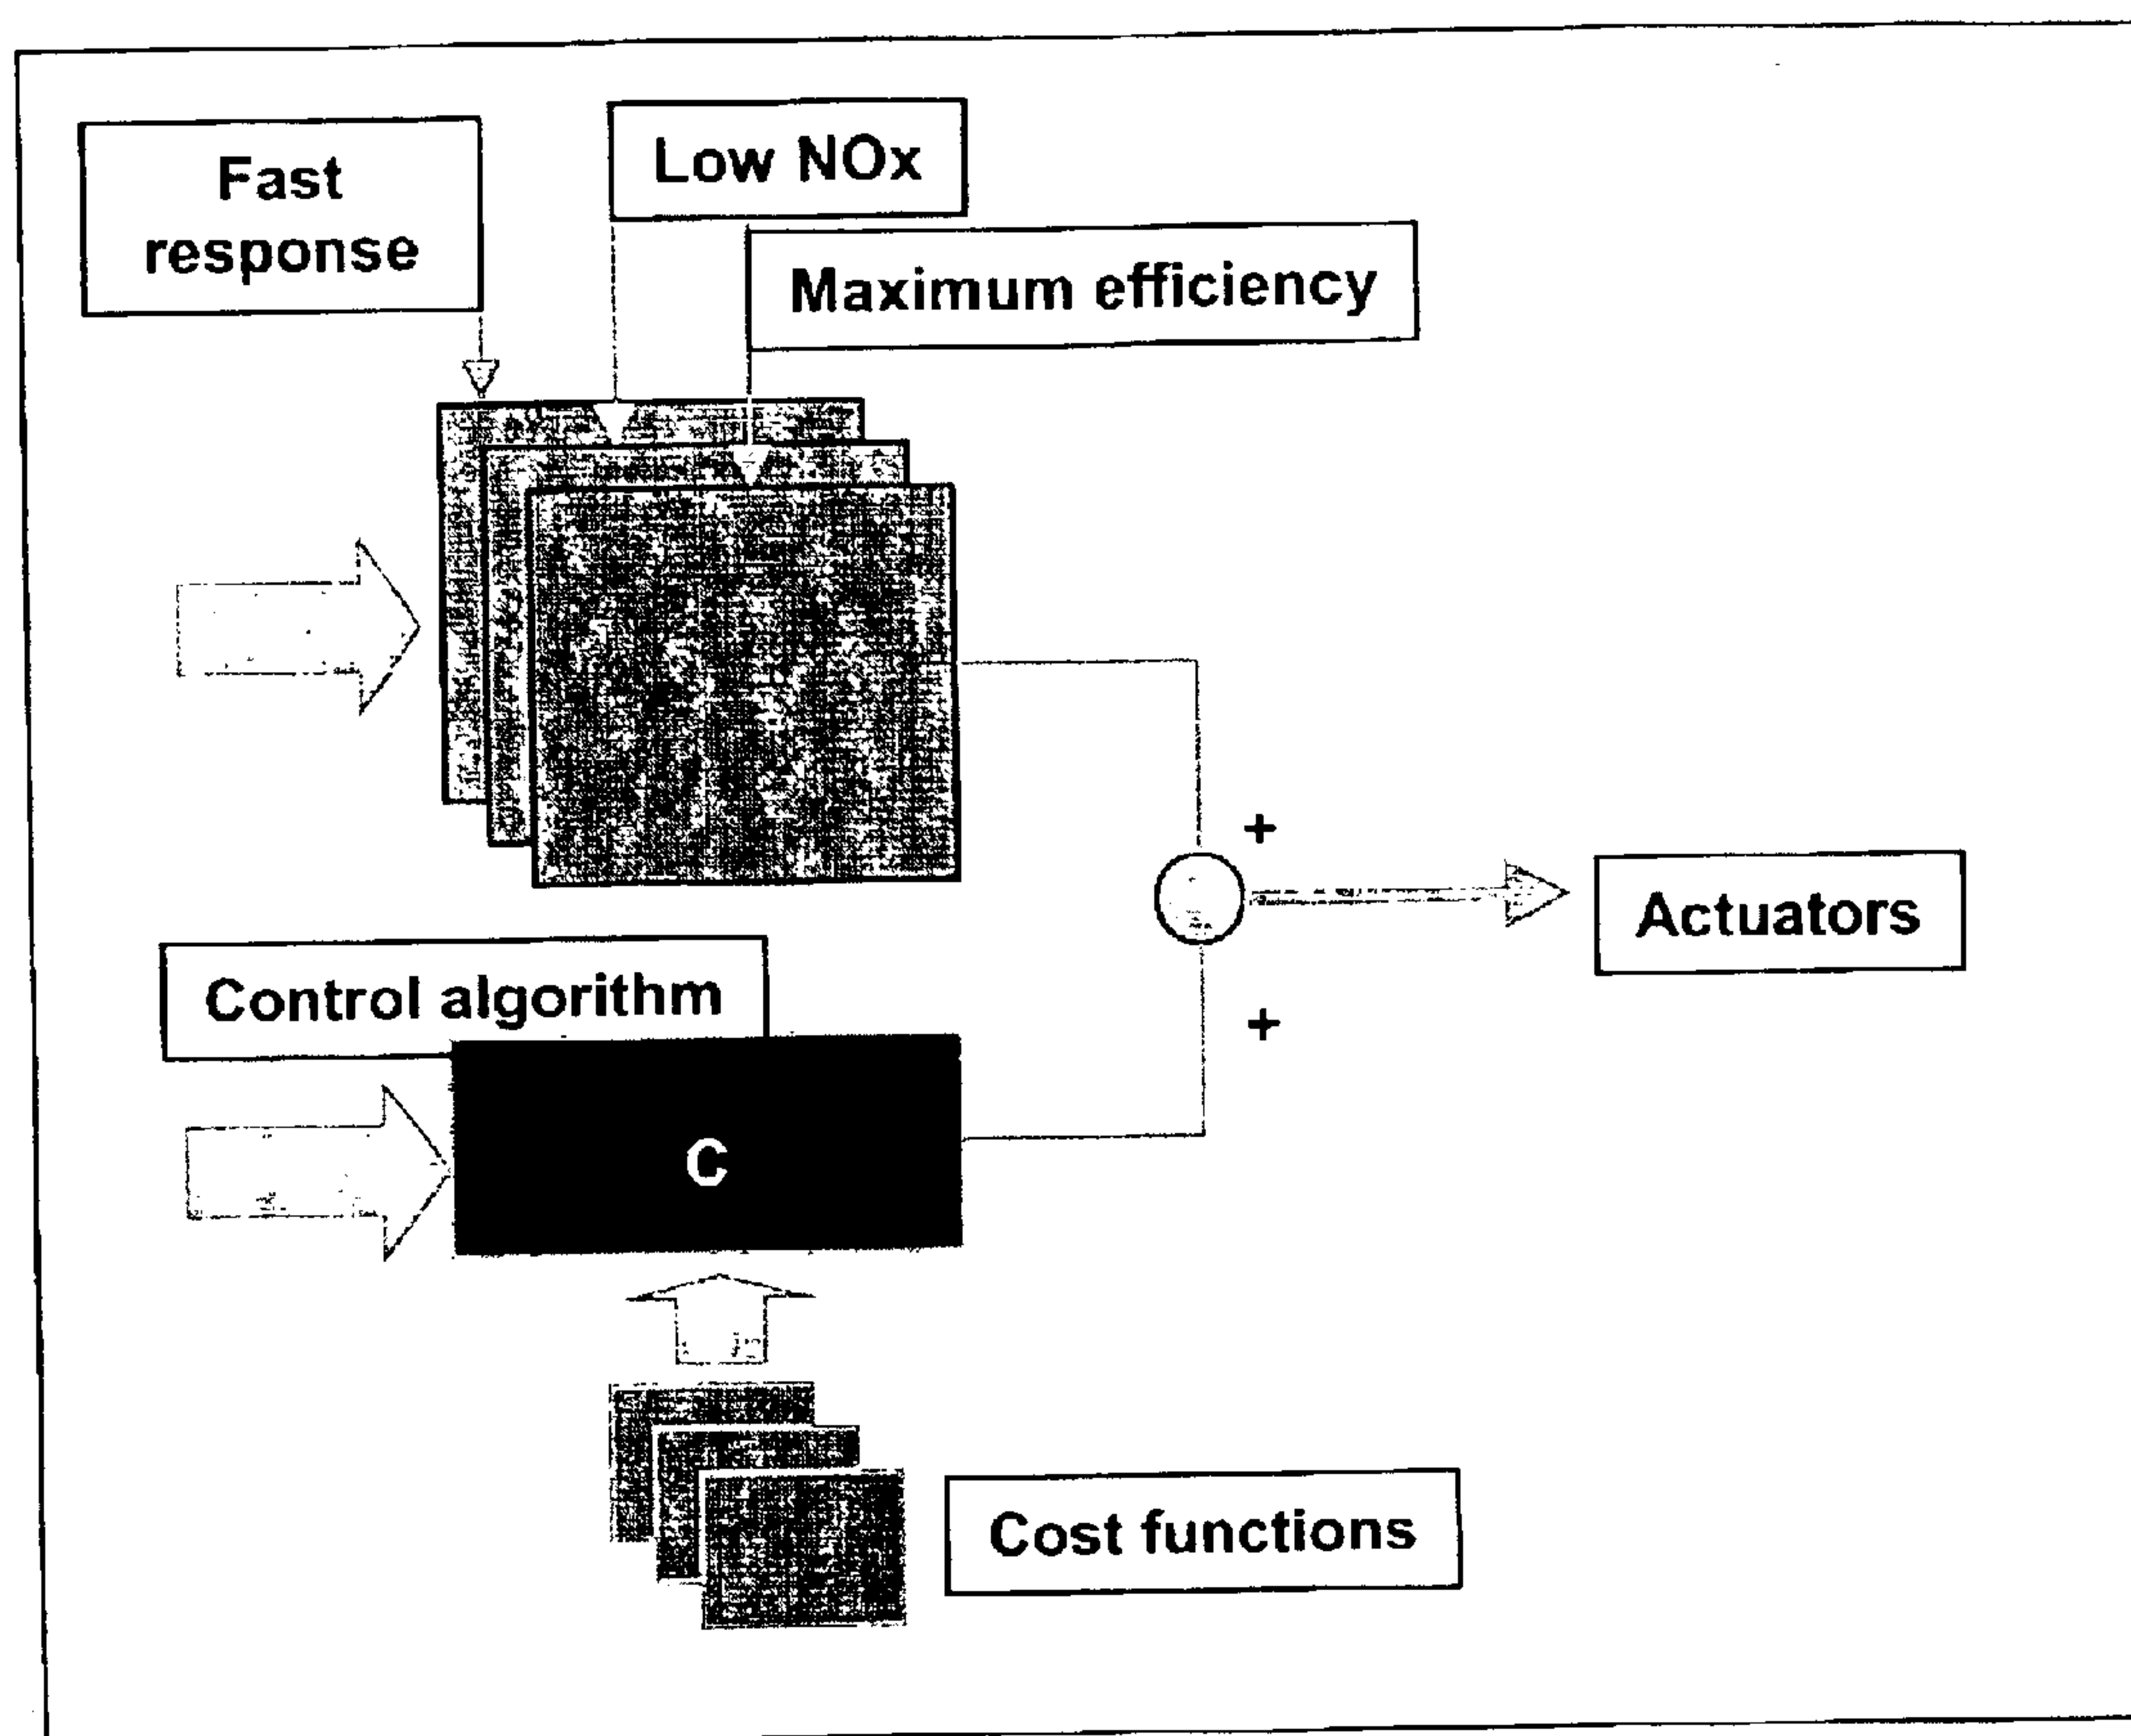 Fast
response
Low NOx
Maximum efficiency
+
Actuators
+
Control algorithm
C
Cost functions